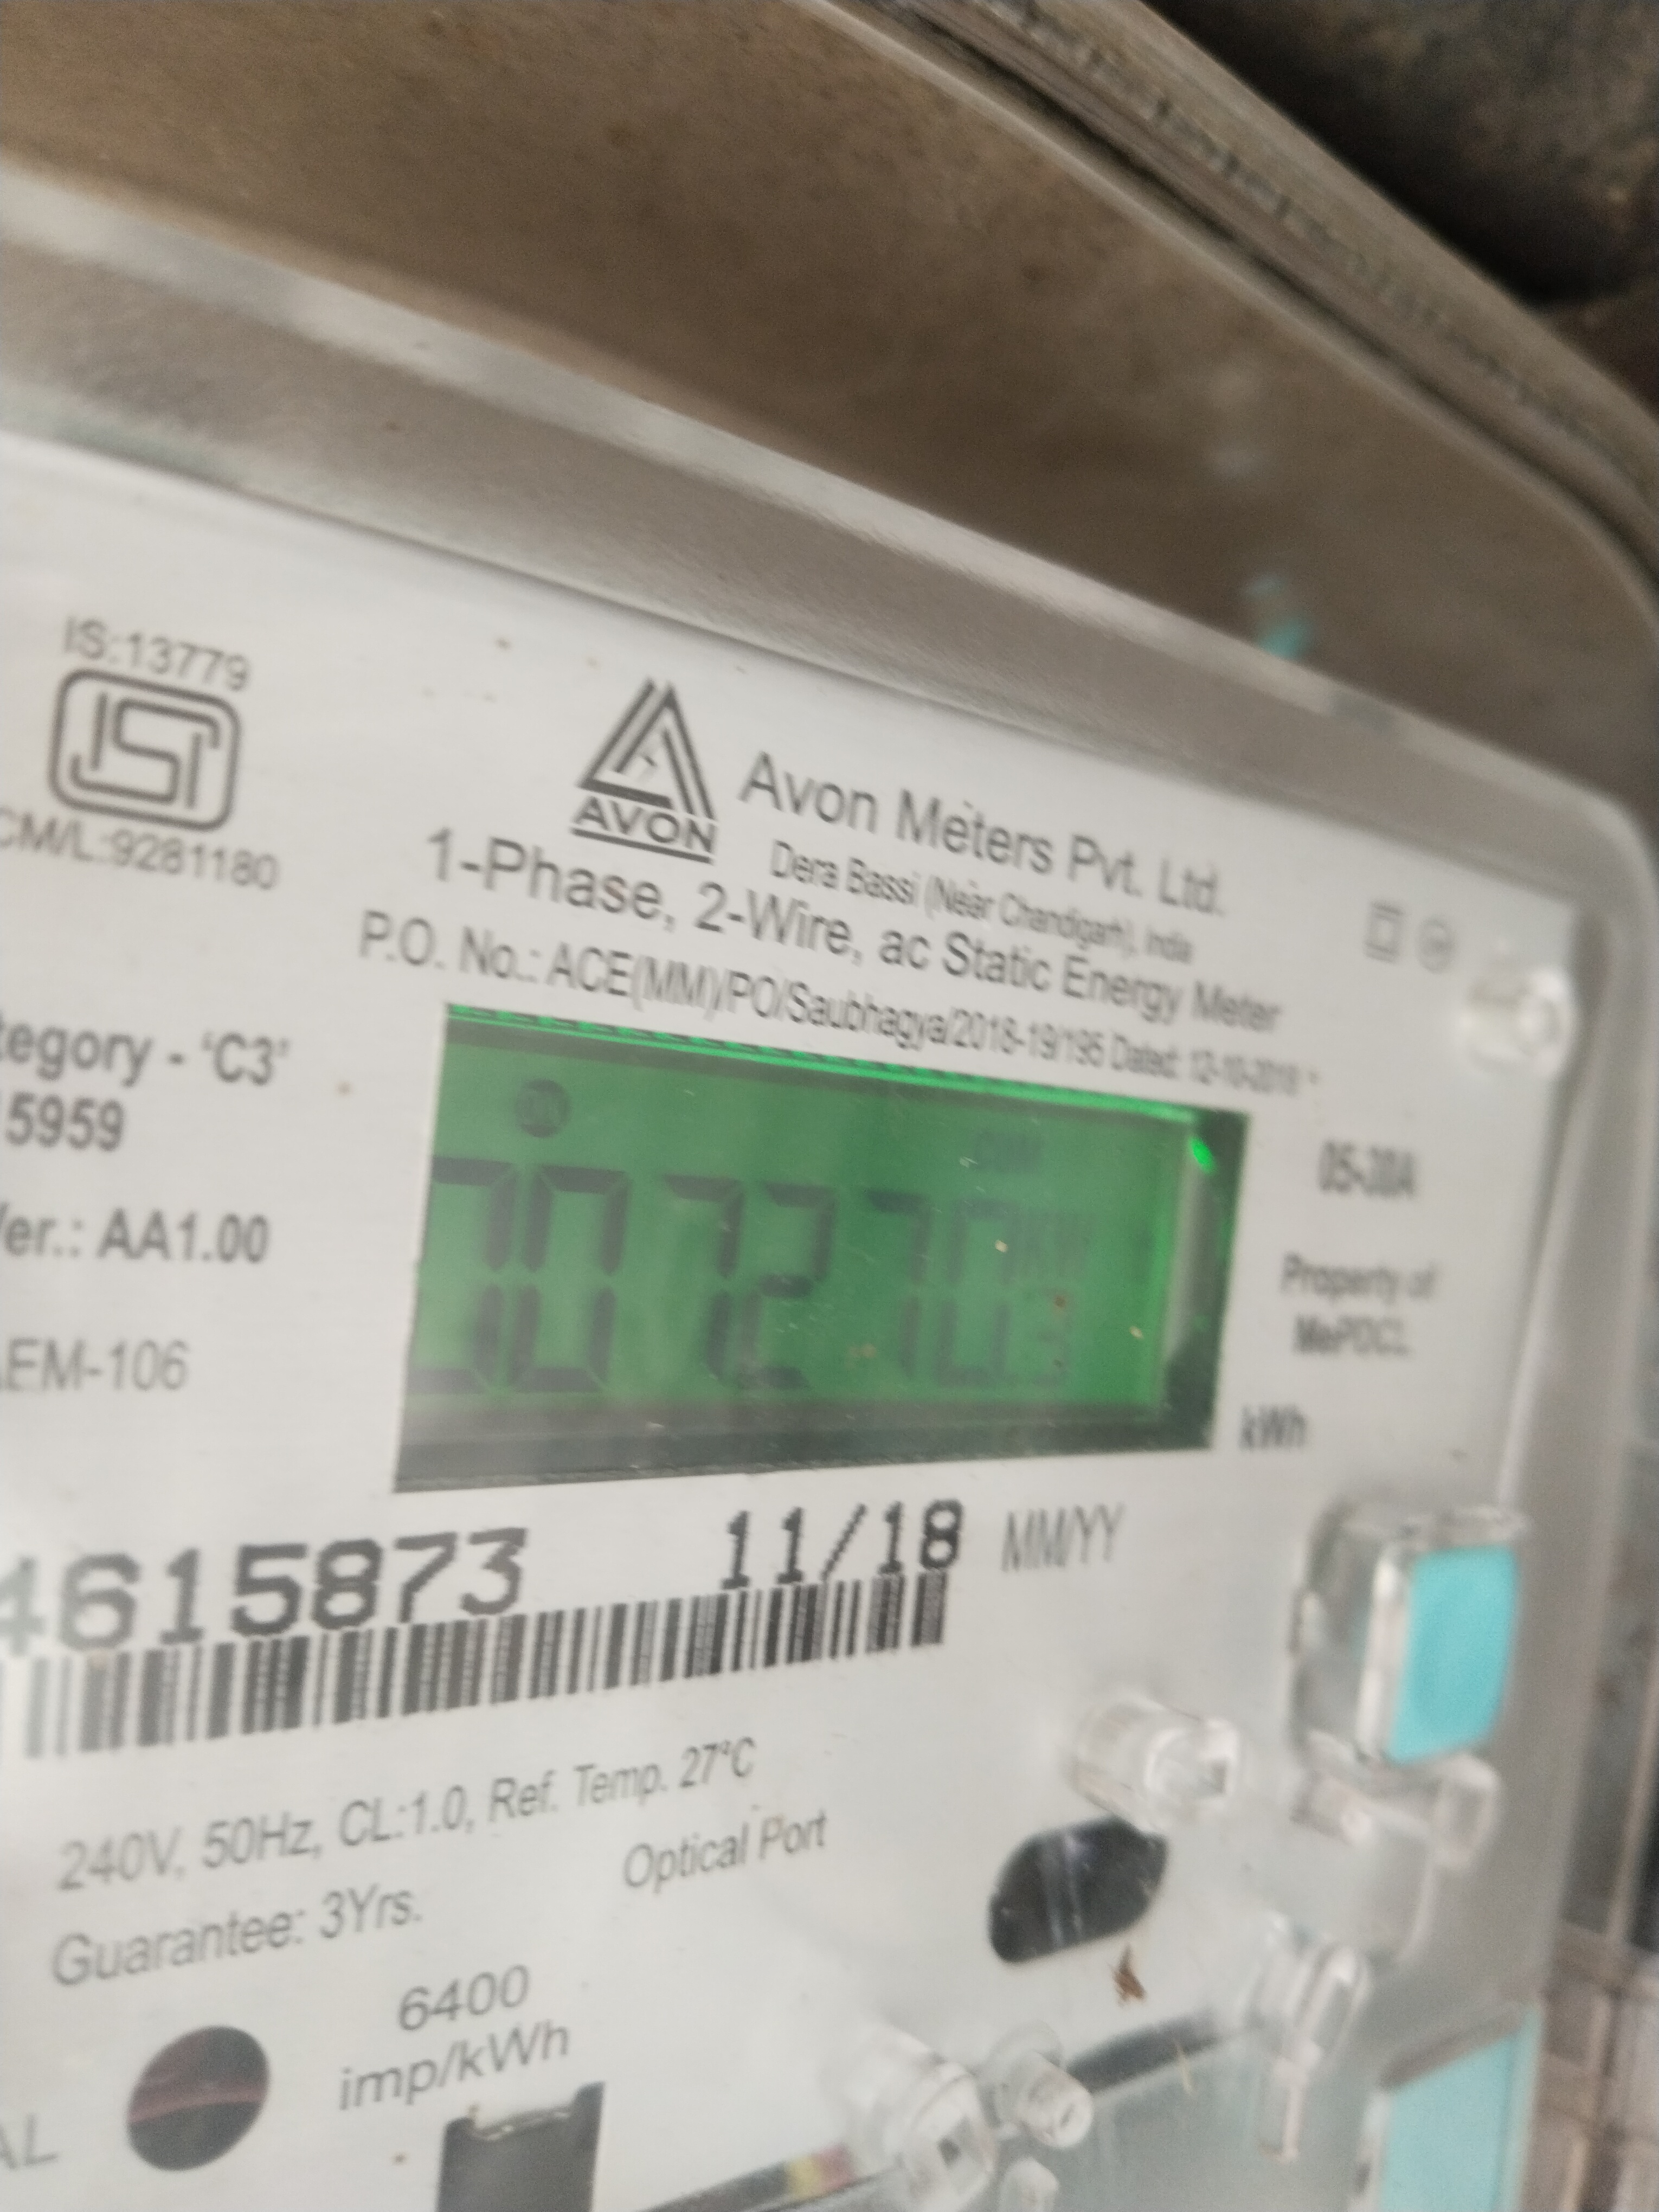 IS:13779
CM/L:9281180
AVON
Avon Meters Pvt. Ltd.
Dera Bassi (Near Chandigarh), India
1-Phase, 2-Wire, ac Static Energy Meter
P.O. No.: ACE(MM)/PO/Saubhagya/2018-19/195 Dated: 12-10-2018
tegory - 'C3'
5959
Ver.: AA1.00
EM-106
05-30A
Property of
MePDCL
kWh
4615873 11/18 MM/YY
240V, 50Hz, CL:1.0, Ref. Temp. 27°C
Guarantee: 3Yrs.
Optical Port
6400
imp/kWh
AL